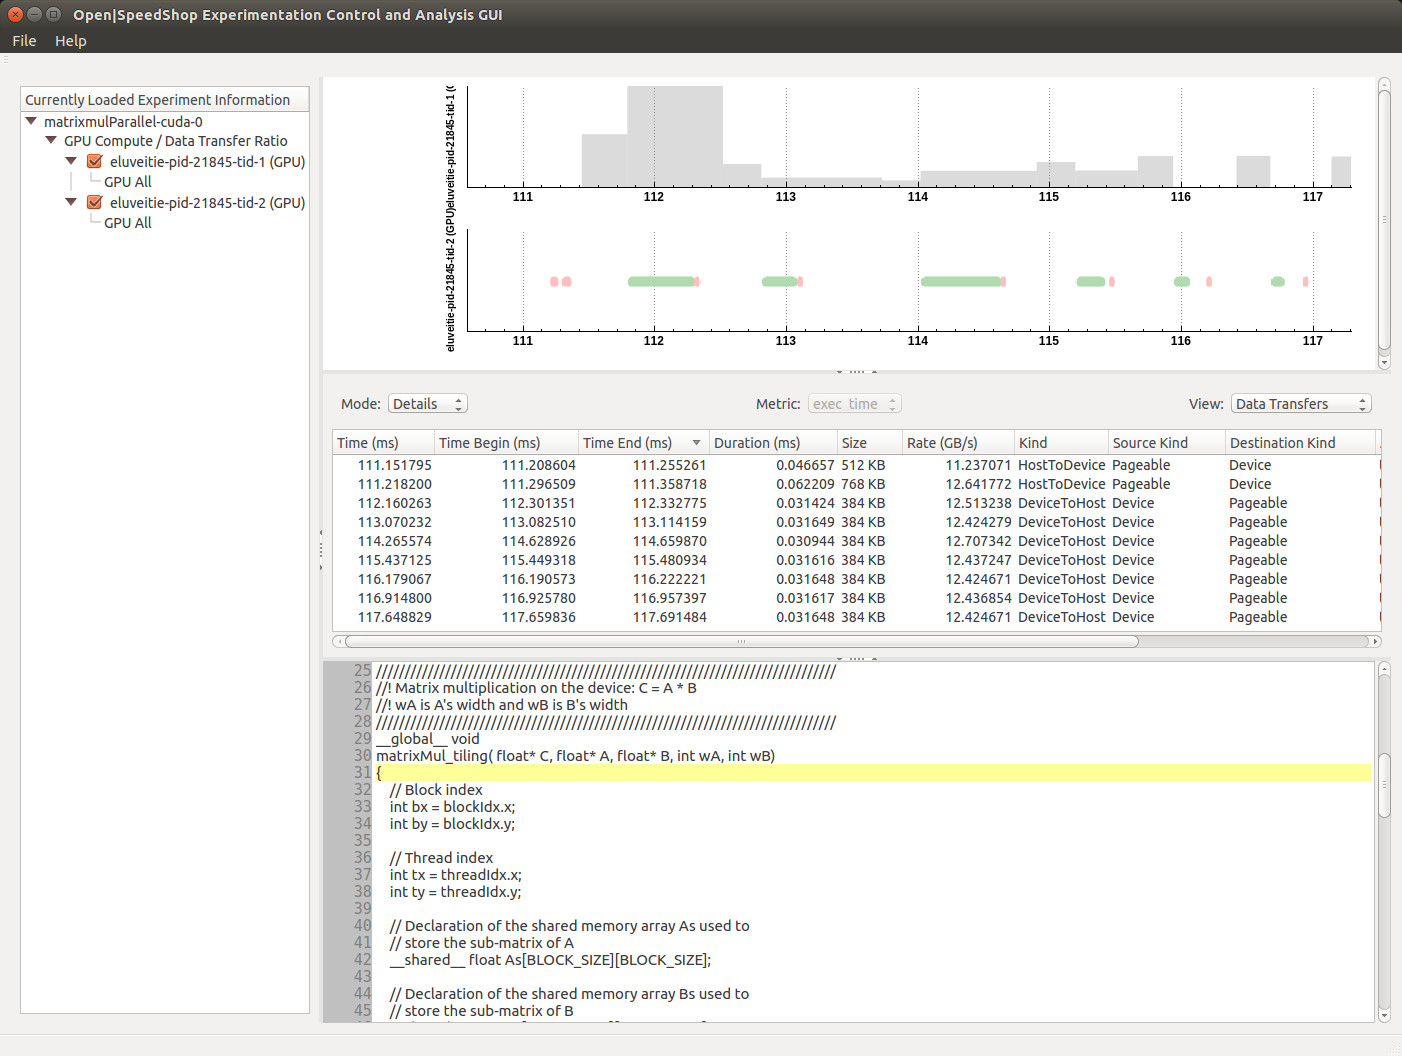 Open|SpeedShop Experimentation Control and Analysis GUI
File Help
Currently Loaded Experiment Information
matrixmulParallel-cuda-0
GPU Compute / Data Transfer Ratio
eluveitie-pid-21845-tid-1 (GPU)
GPU All
eluveitie-pid-21845-tid-2 (GPU)
GPU All
eluveitie-pid-21845-tid-1 (
111 112 113 114 115 116 117
eluveitie-pid-21845-tid-2 (GPU)
111 112 113 114 115 116 117
Mode: Details Metric: exec_time View: Data Transfers
Time (ms) Time Begin (ms) Time End (ms) Duration (ms) Size Rate (GB/s) Kind Source Kind Destination Kind
111.151795 111.208604 111.255261 0.046657 512 KB 11.237071 HostToDevice Pageable Device
111.218200 111.296509 111.358718 0.062209 768 KB 12.641772 HostToDevice Pageable Device
112.160263 112.301351 112.332775 0.031424 384 KB 12.513238 DeviceToHost Device Pageable
113.070232 113.082510 113.114159 0.031649 384 KB 12.424279 DeviceToHost Device Pageable
114.265574 114.628926 114.659870 0.030944 384 KB 12.707342 DeviceToHost Device Pageable
115.437125 115.449318 115.480934 0.031616 384 KB 12.437247 DeviceToHost Device Pageable
116.179067 116.190573 116.222221 0.031648 384 KB 12.424671 DeviceToHost Device Pageable
116.914800 116.925780 116.957397 0.031617 384 KB 12.436854 DeviceToHost Device Pageable
117.648829 117.659836 117.691484 0.031648 384 KB 12.424671 DeviceToHost Device Pageable
25 ////////////////////////////////////////////////////////////////////////////////
26 //! Matrix multiplication on the device: C = A * B
27 //! wA is A's width and wB is B's width
28 ////////////////////////////////////////////////////////////////////////////////
29 __global__ void
30 matrixMul_tiling( float* C, float* A, float* B, int wA, int wB)
31 {
32 // Block index
33 int bx = blockIdx.x;
34 int by = blockIdx.y;
35
36 // Thread index
37 int tx = threadIdx.x;
38 int ty = threadIdx.y;
39
40 // Declaration of the shared memory array As used to
41 // store the sub-matrix of A
42 __shared__ float As[BLOCK_SIZE][BLOCK_SIZE];
43
44 // Declaration of the shared memory array Bs used to
45 // store the sub-matrix of B